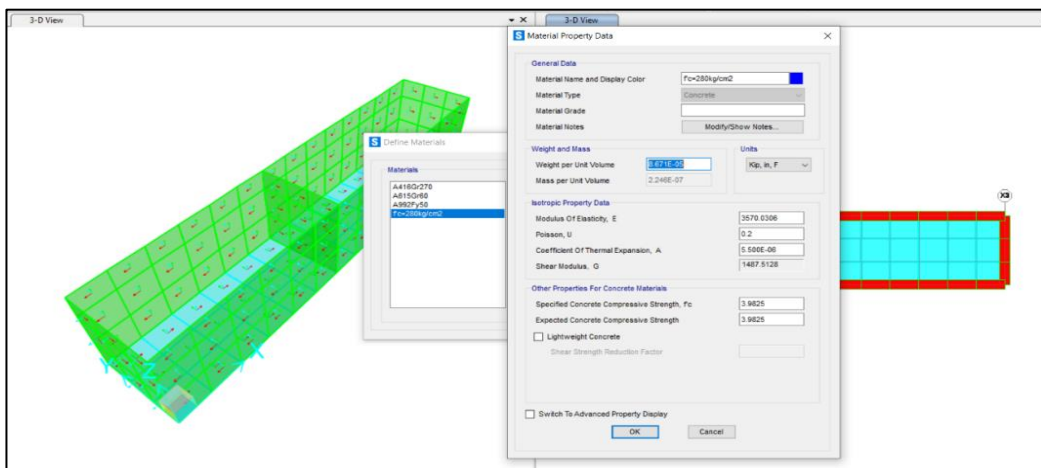 3-D View
3-D View
Define Materials
Materials
A416Gr270
A615Gr60
A992Fy50
f'c=280kg/cm2
Material Property Data
General Data
Material Name and Display Color f'c=280kg/cm2
Material Type Concrete
Material Grade
Material Notes Modify/Show Notes...
Weight and Mass
Weight per Unit Volume 8.671E-05
Mass per Unit Volume 2.246E-07
Units
Kip, in, F
Isotropic Property Data
Modulus Of Elasticity, E 3570.0306
Poisson, U 0.2
Coefficient Of Thermal Expansion, A 5.500E-06
Shear Modulus, G 1487.5128
Other Properties For Concrete Materials
Specified Concrete Compressive Strength, f'c 3.9825
Expected Concrete Compressive Strength 3.9825
Lightweight Concrete
Shear Strength Reduction Factor
Switch To Advanced Property Display
OK Cancel
X3
Y
Z
X